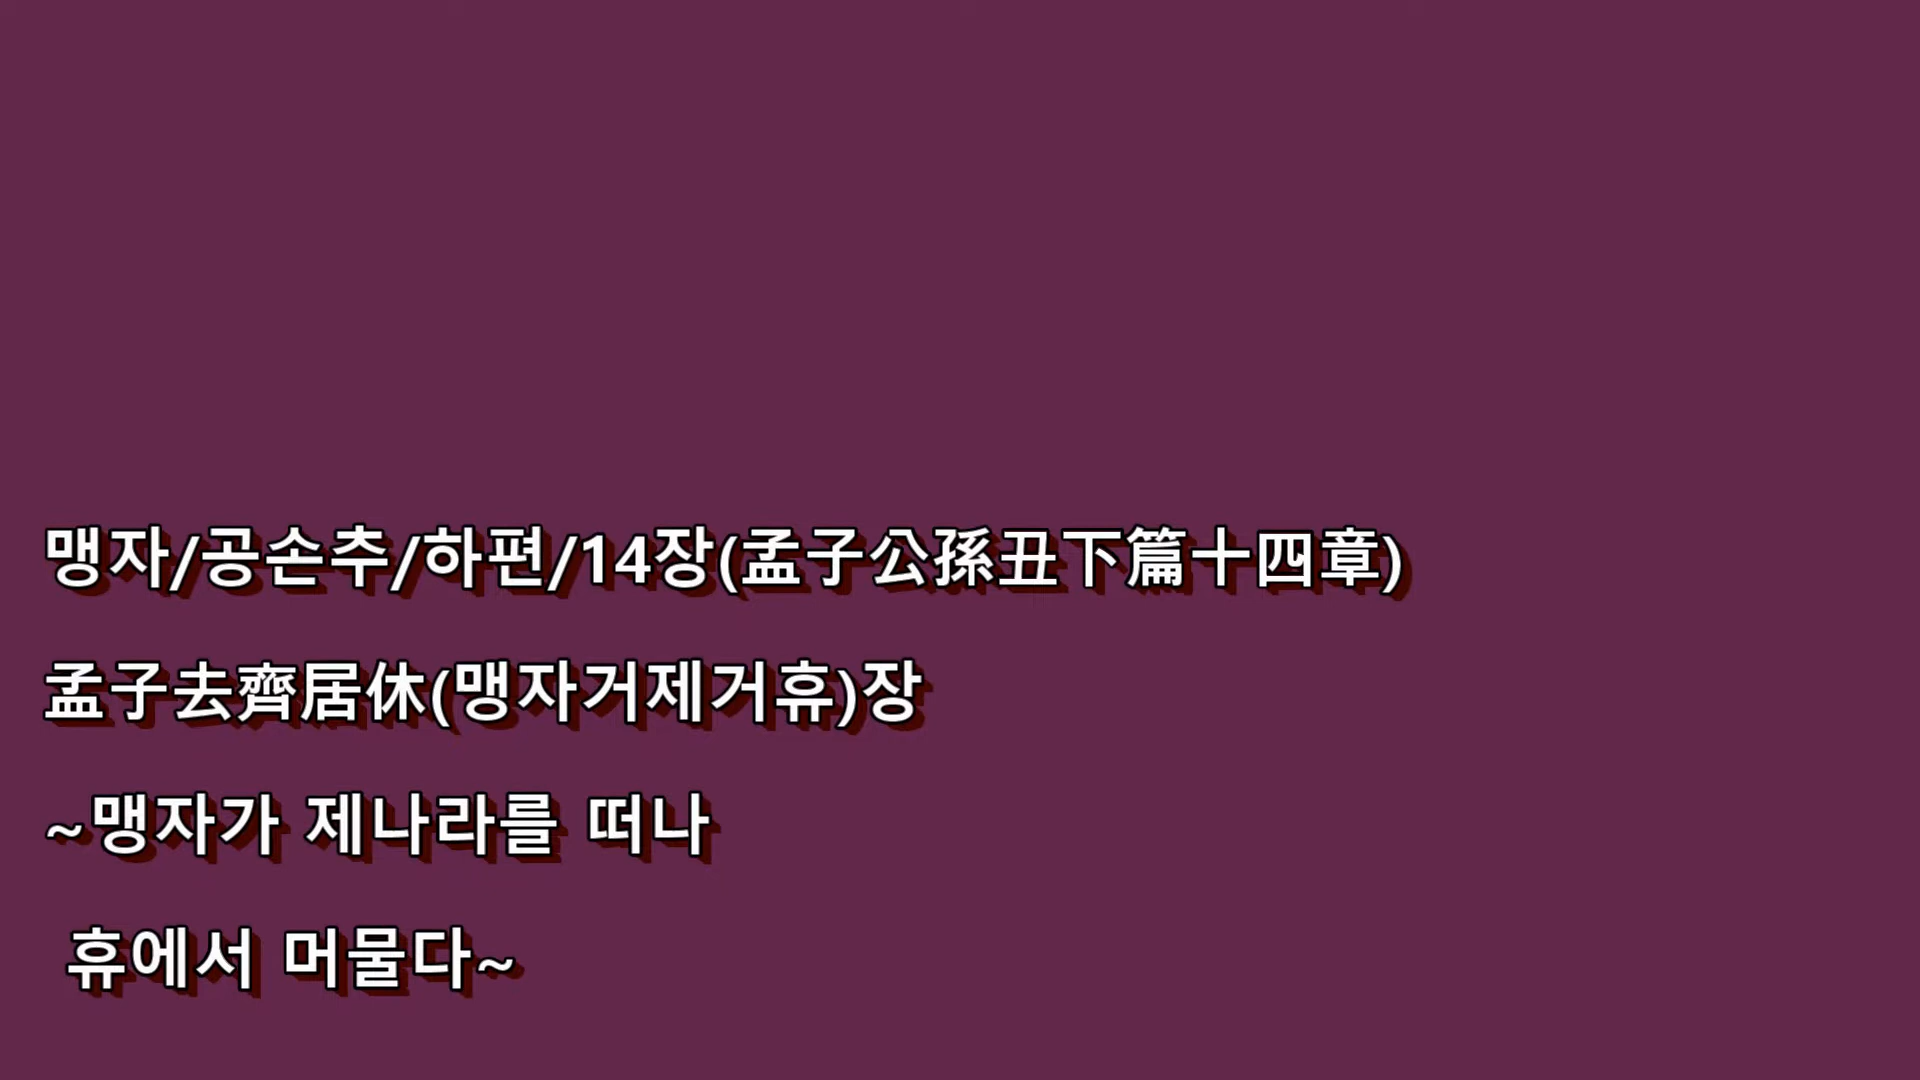 맹자/공손추/하편/14장(孟子公孫丑下篇十四章)
孟子去齊居休(맹자거제거휴)장
~맹자가 제나라를 떠나
휴에서 머물다~